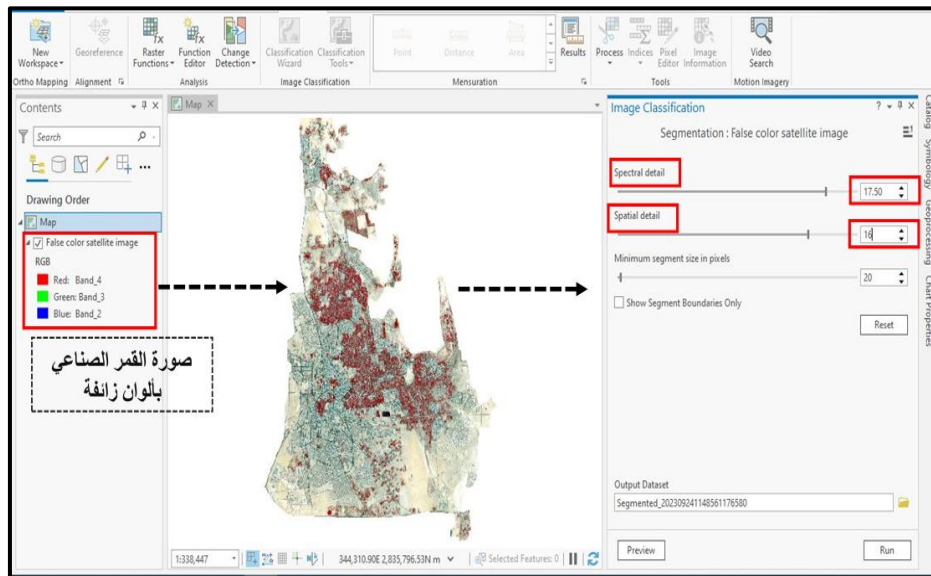 New Workspace
Georeference
Raster Functions
Function Editor
Change Detection
Classification Wizard
Classification Tools
Point
Distance
Area
Results
Process
Indices
Pixel Editor
Image Information
Video Search
Ortho Mapping
Alignment
Analysis
Image Classification
Mensuration
Tools
Motion Imagery
Contents
Search
Drawing Order
Map
False color satellite image
RGB
Red: Band_4
Green: Band_3
Blue: Band_2
صورة القمر الصناعي
بألوان زائفة
Map
1:338,447
344,310.90E 2,835,796.53N m
Selected Features: 0
Image Classification
Segmentation : False color satellite image
Spectral detail
17.50
Spatial detail
16
Minimum segment size in pixels
20
Show Segment Boundaries Only
Reset
Output Dataset
Segmented_202309241148561176580
Preview
Run
Catalog
Symbology
Geoprocessing
Chart Properties